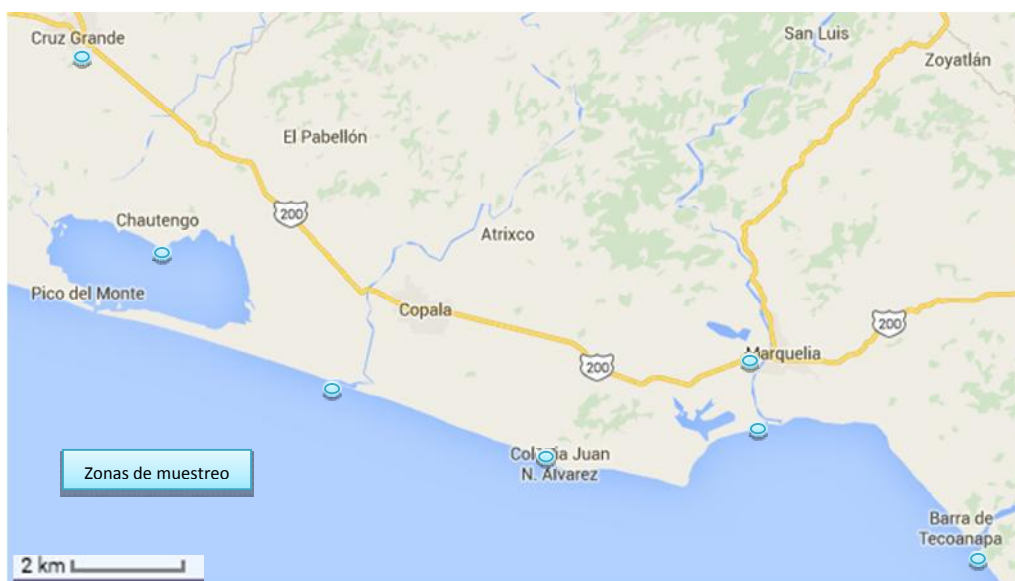 Cruz Grande
San Luis
Zoyatlán
El Pabellón
Chautengo
200
Atrixco
Pico del Monte
Copala
200
Marquelia
200
Colonia Juan
N. Álvarez
Zonas de muestreo
Barra de
Tecoanapa
2 km